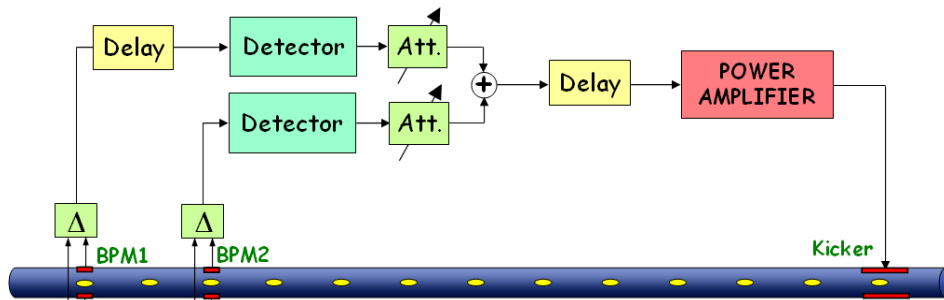 Delay
Detector
Att.
Detector
Att.
+
Delay
POWER
AMPLIFIER
Δ
BPM1
Δ
BPM2
Kicker